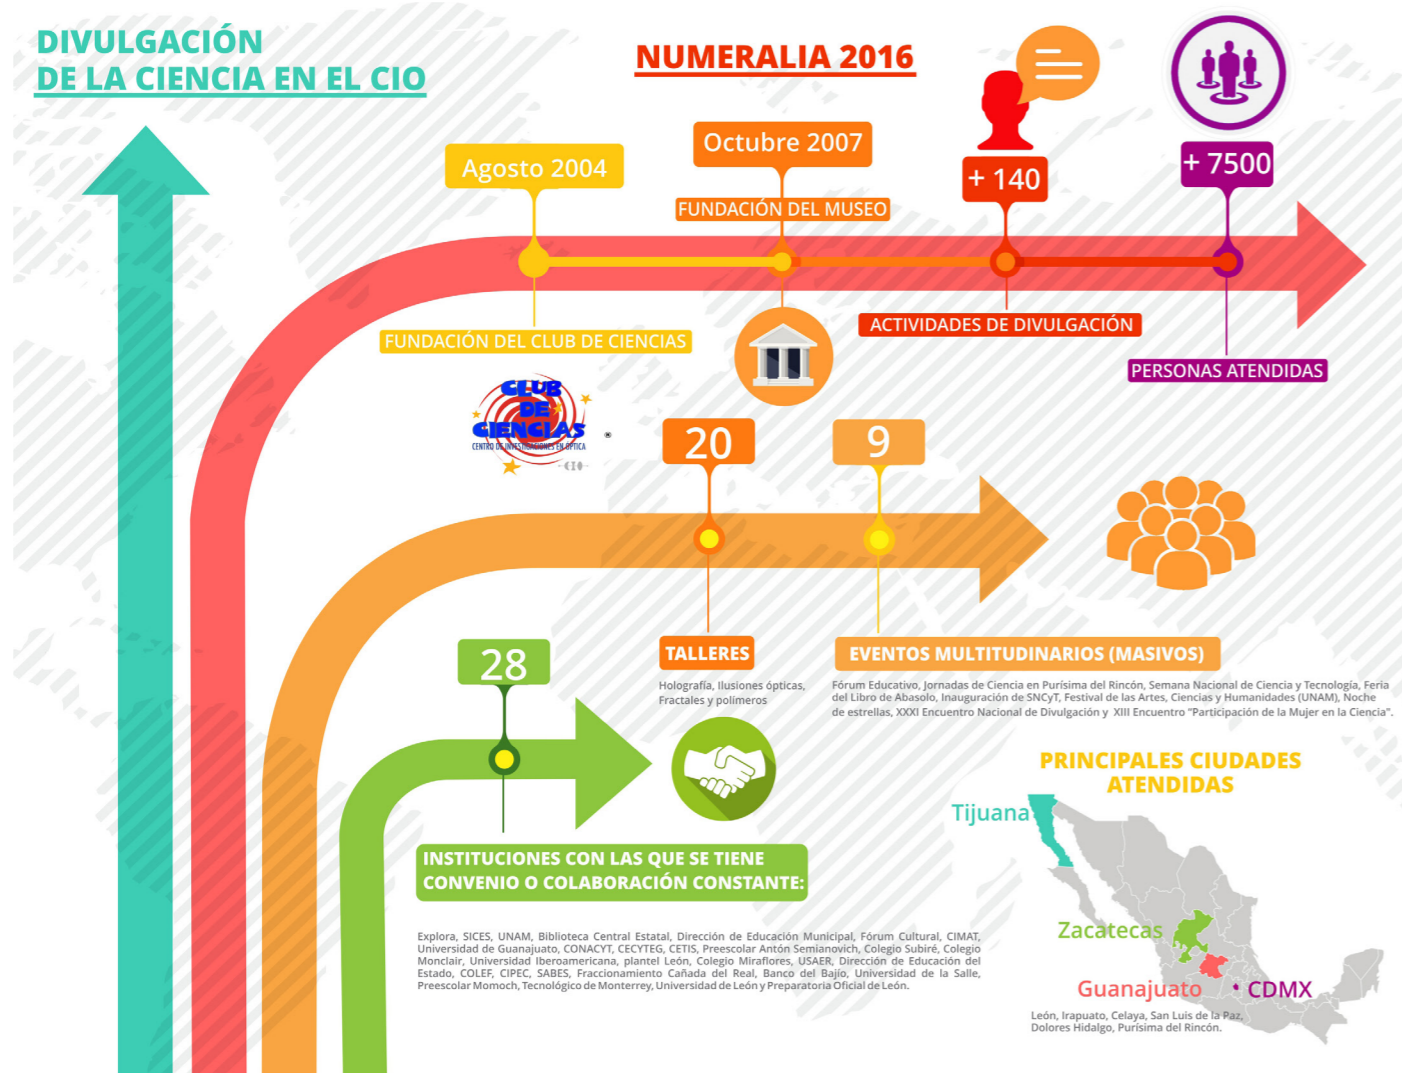 DIVULGACIÓN
DE LA CIENCIA EN EL CIO
NUMERALIA 2016
Agosto 2004
FUNDACIÓN DEL CLUB DE CIENCIAS
CLUB
DE
CIENCIAS
CENTRO DE INVESTIGACIONES EN ÓPTICA
®
CIO
Octubre 2007
FUNDACIÓN DEL MUSEO
+ 140
ACTIVIDADES DE DIVULGACIÓN
+ 7500
PERSONAS ATENDIDAS
20
TALLERES
Holografía, Ilusiones ópticas,
Fractales y polímeros
9
EVENTOS MULTITUDINARIOS (MASIVOS)
Fórum Educativo, Jornadas de Ciencia en Purísima del Rincón, Semana Nacional de Ciencia y Tecnología, Feria
del Libro de Abasolo, Inauguración de SNCyT, Festival de las Artes, Ciencias y Humanidades (UNAM), Noche
de estrellas, XXXI Encuentro Nacional de Divulgación y XIII Encuentro "Participación de la Mujer en la Ciencia".
28
INSTITUCIONES CON LAS QUE SE TIENE
CONVENIO O COLABORACIÓN CONSTANTE:
Explora, SICES, UNAM, Biblioteca Central Estatal, Dirección de Educación Municipal, Fórum Cultural, CIMAT,
Universidad de Guanajuato, CONACYT, CECYTEG, CETIS, Preescolar Antón Semianovich, Colegio Subiré, Colegio
Monclair, Universidad Iberoamericana, plantel León, Colegio Miraflores, USAER, Dirección de Educación del
Estado, COLEF, CIPEC, SABES, Fraccionamiento Cañada del Real, Banco del Bajío, Universidad de la Salle,
Preescolar Momoch, Tecnológico de Monterrey, Universidad de León y Preparatoria Oficial de León.
PRINCIPALES CIUDADES
ATENDIDAS
Tijuana
Zacatecas
Guanajuato
CDMX
León, Irapuato, Celaya, San Luis de la Paz,
Dolores Hidalgo, Purísima del Rincón.